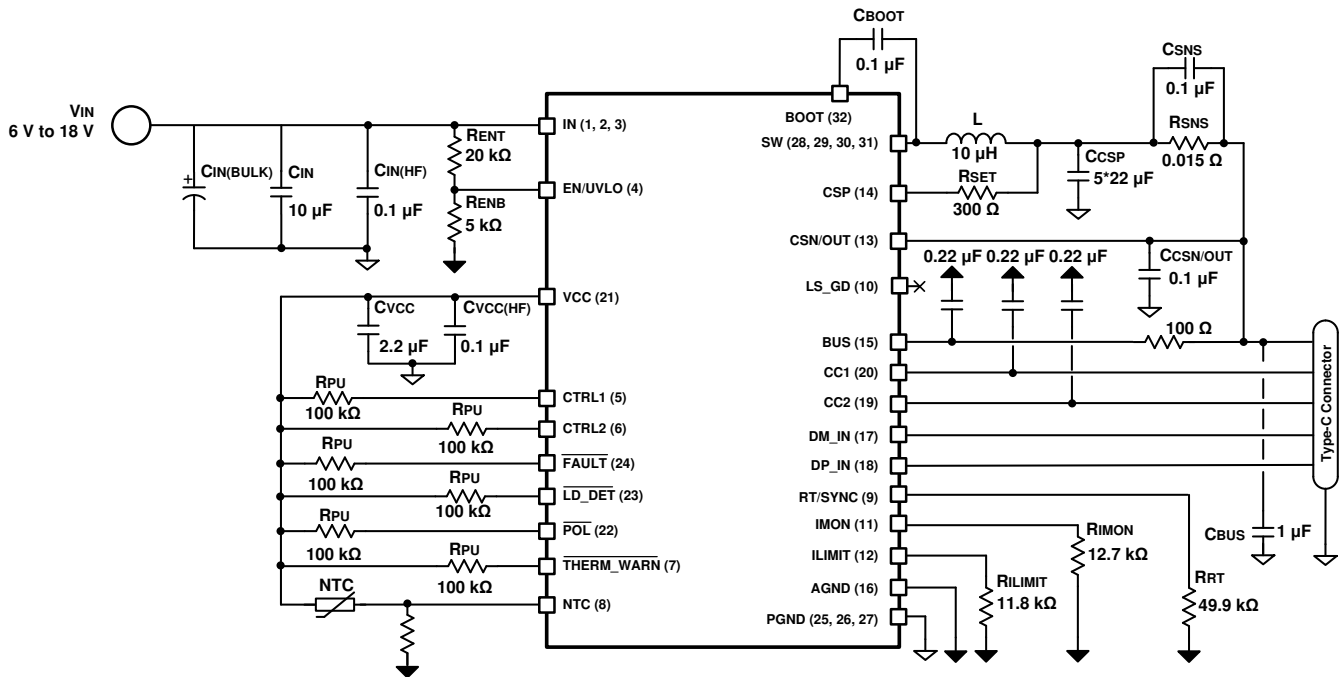 CBOOT
0.1 µF
CSNS
0.1 µF
VIN
6 V to 18 V
BOOT (32)
IN (1, 2, 3)
RENT
20 kΩ
L
10 µH
SW (28, 29, 30, 31)
RSNS
0.015 Ω
CIN(BULK)
CIN
10 µF
CIN(HF)
0.1 µF
CCSP
5*22 µF
EN/UVLO (4)
RENB
5 kΩ
CSP (14)
RSET
300 Ω
CSN/OUT (13)
0.22 µF
0.22 µF
0.22 µF
CCSN/OUT
0.1 µF
LS_GD (10)
VCC (21)
CVCC
2.2 µF
CVCC(HF)
0.1 µF
BUS (15)
100 Ω
CC1 (20)
CC2 (19)
DM_IN (17)
DP_IN (18)
Type-C Connector
RPU
100 kΩ
CTRL1 (5)
RPU
100 kΩ
CTRL2 (6)
RPU
100 kΩ
FAULT (24)
RPU
100 kΩ
LD_DET (23)
RPU
100 kΩ
POL (22)
RPU
100 kΩ
THERM_WARN (7)
NTC
NTC (8)
RT/SYNC (9)
IMON (11)
RIMON
12.7 kΩ
CBUS
1 µF
ILIMIT (12)
RILIMIT
11.8 kΩ
RRT
49.9 kΩ
AGND (16)
PGND (25, 26, 27)